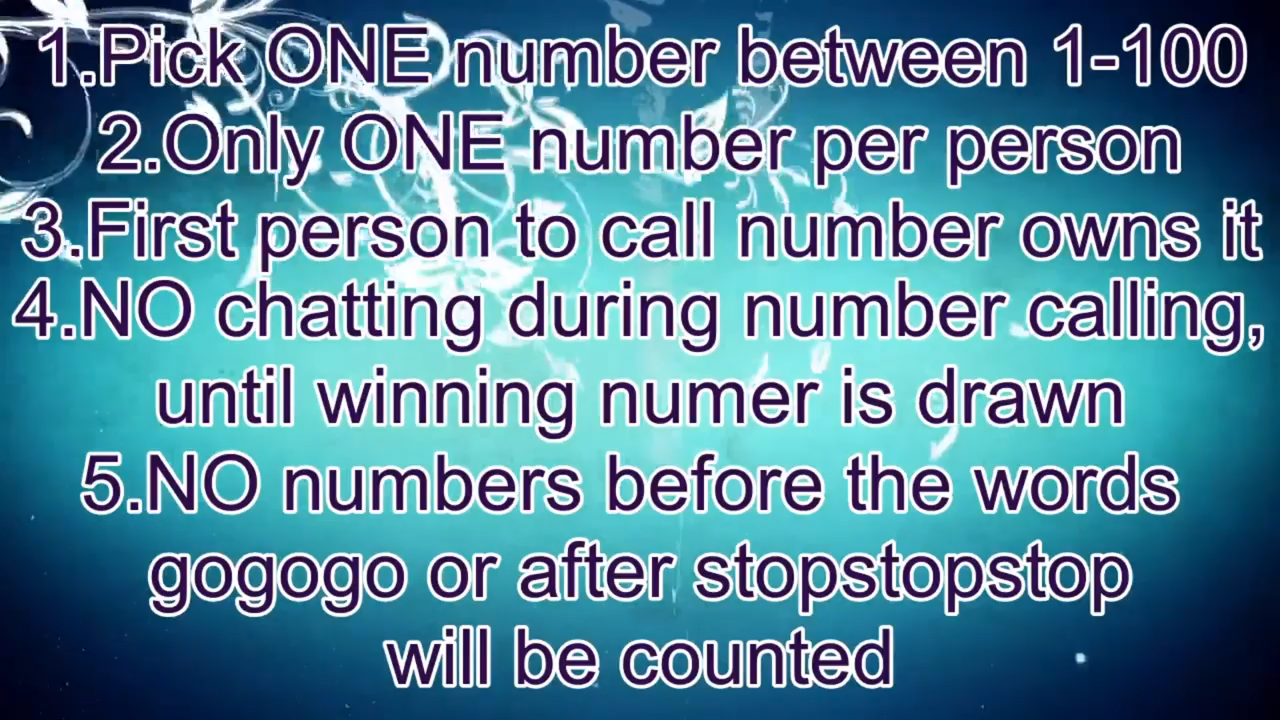 1.Pick ONE number between 1-100
2.Only ONE number per person
3.First person to call number owns it
4.NO chatting during number calling,
until winning numer is drawn
5.NO numbers before the words
gogogo or after stopstopstop
will be counted